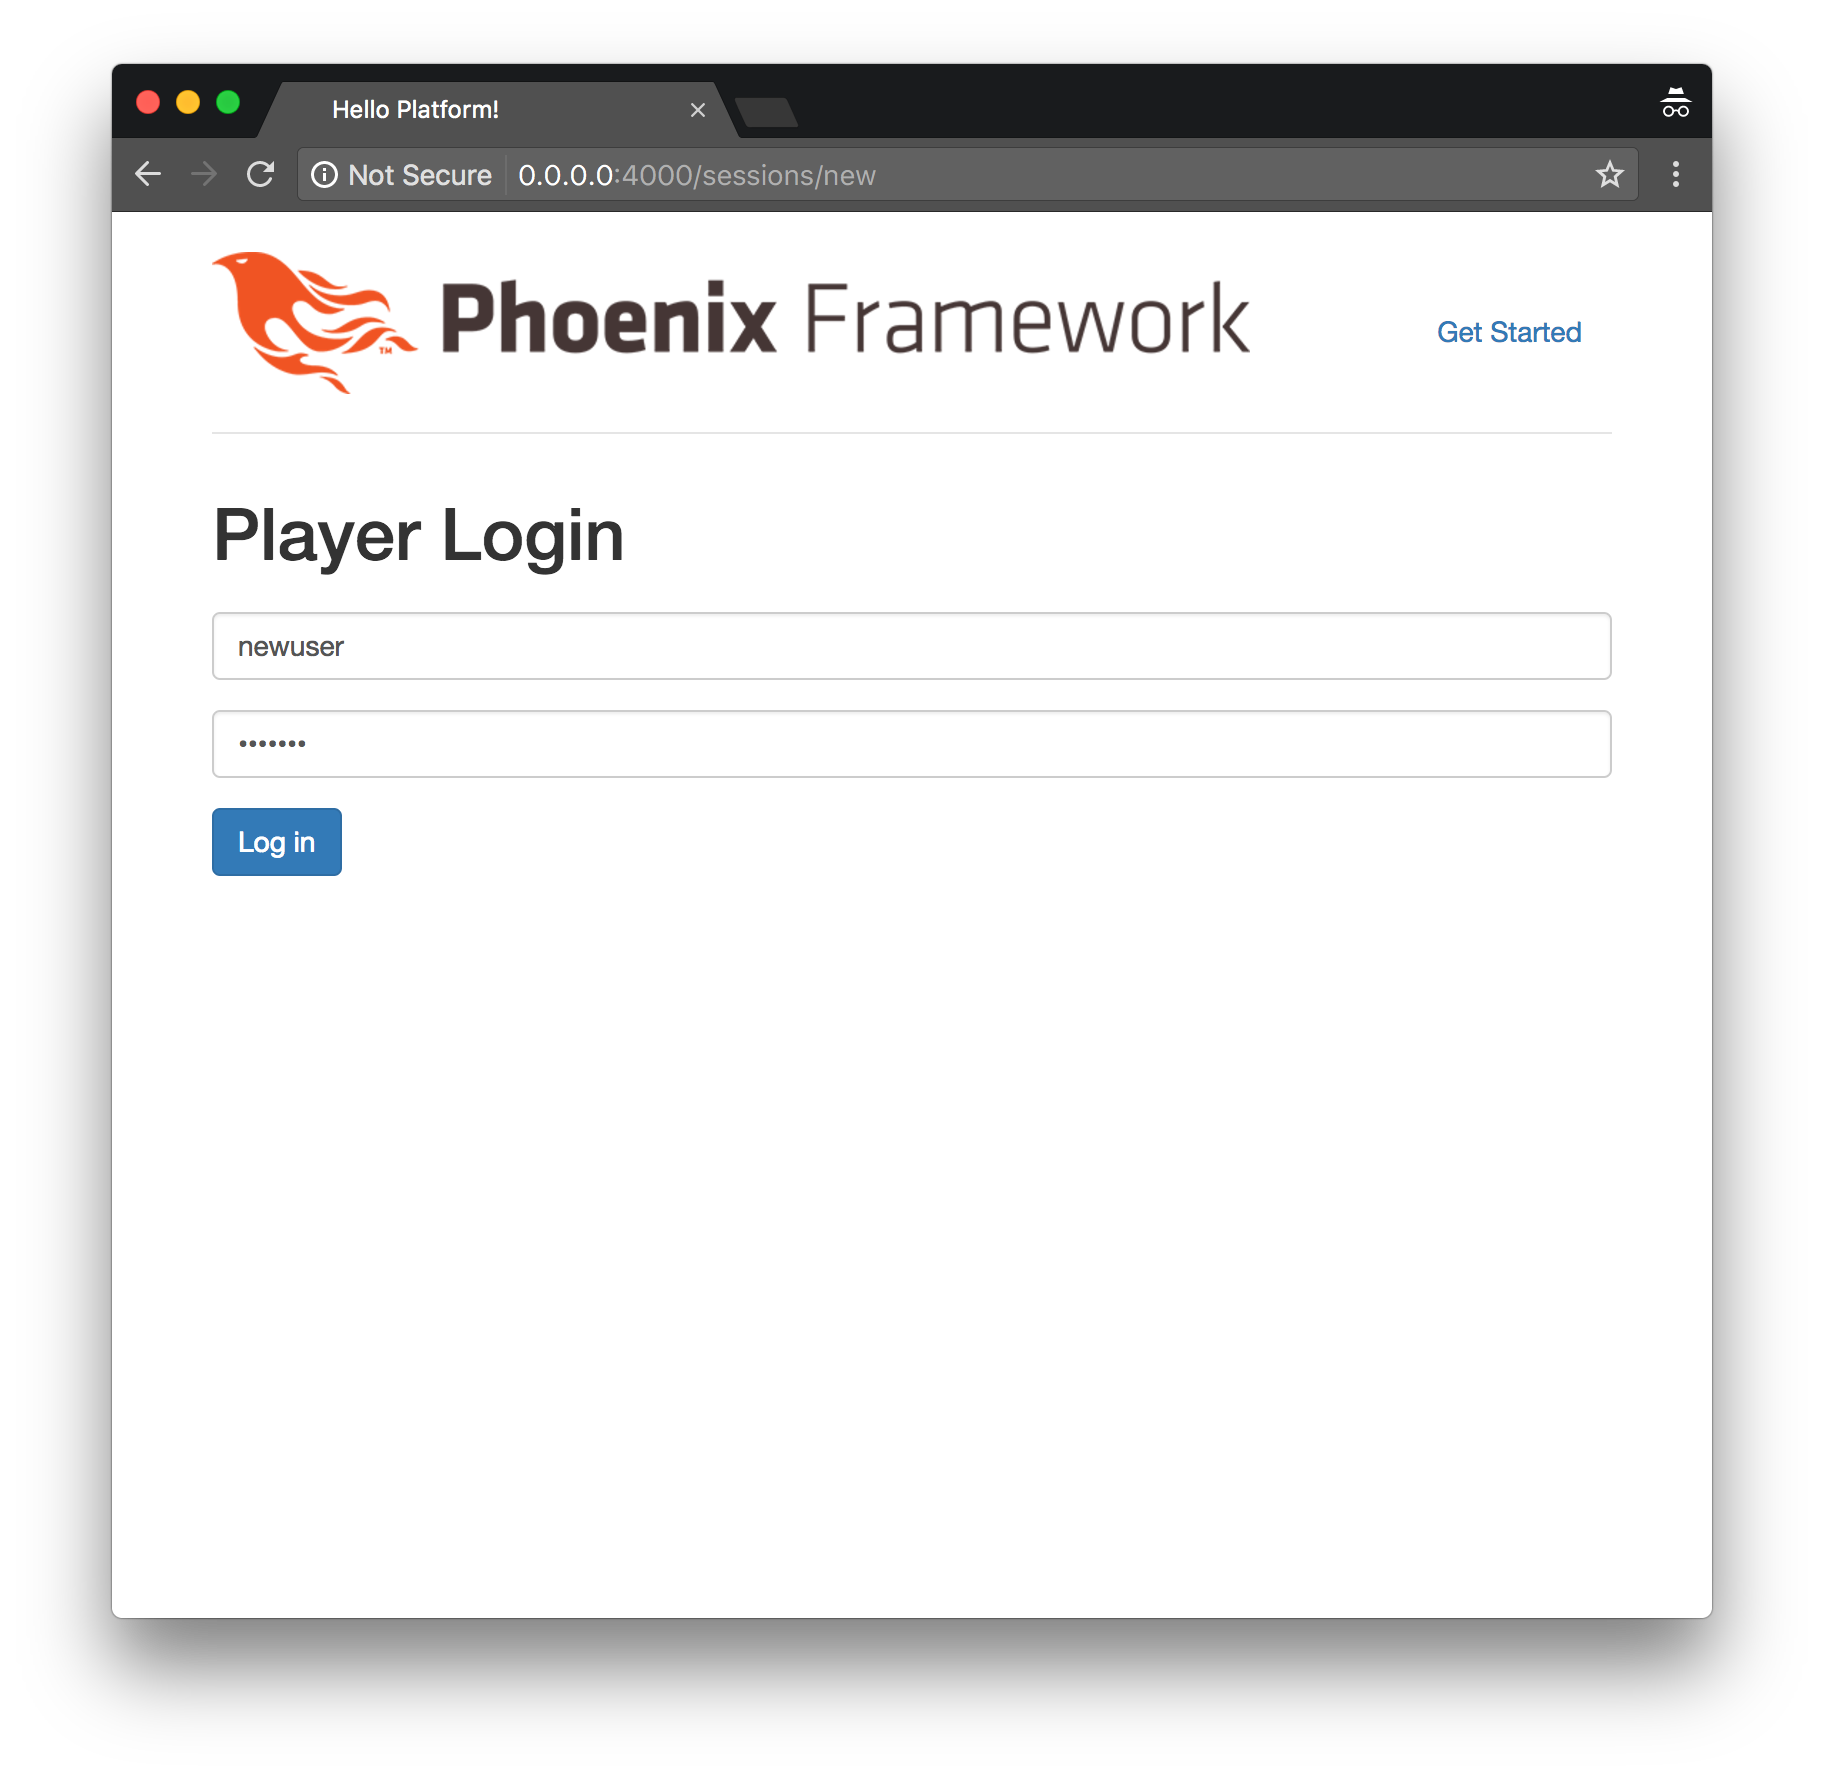 Hello Platform!
Not Secure 0.0.0.0:4000/sessions/new
Phoenix Framework
TM
Get Started
Player Login
newuser
•••••••
Log in